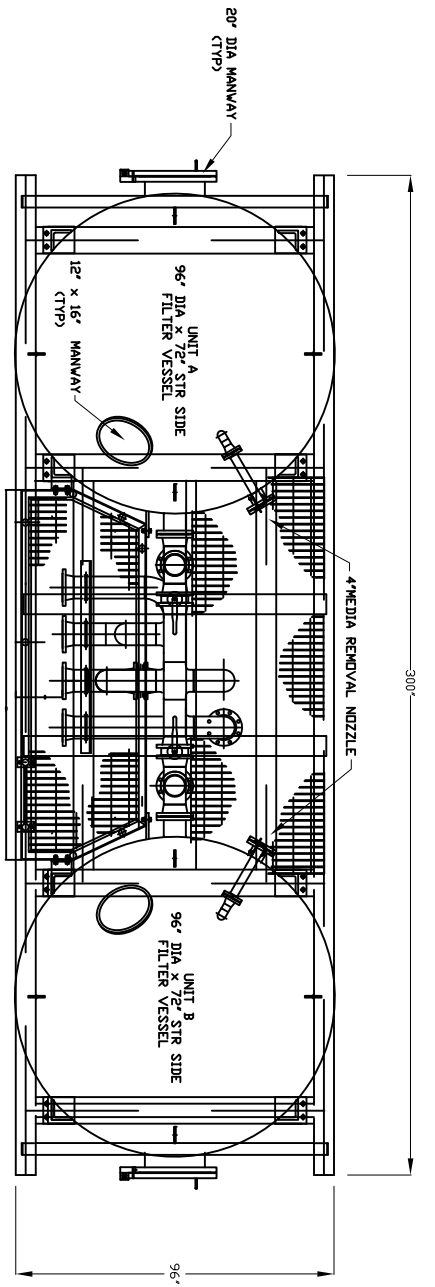 20" DIA MANWAY
(TYP)
UNIT A
96" DIA x 72" STR SIDE
FILTER VESSEL
12" x 16" MANWAY
(TYP)
4"MEDIA REMOVAL NOZZLE
300"
UNIT B
96" DIA x 72" STR SIDE
FILTER VESSEL
96"